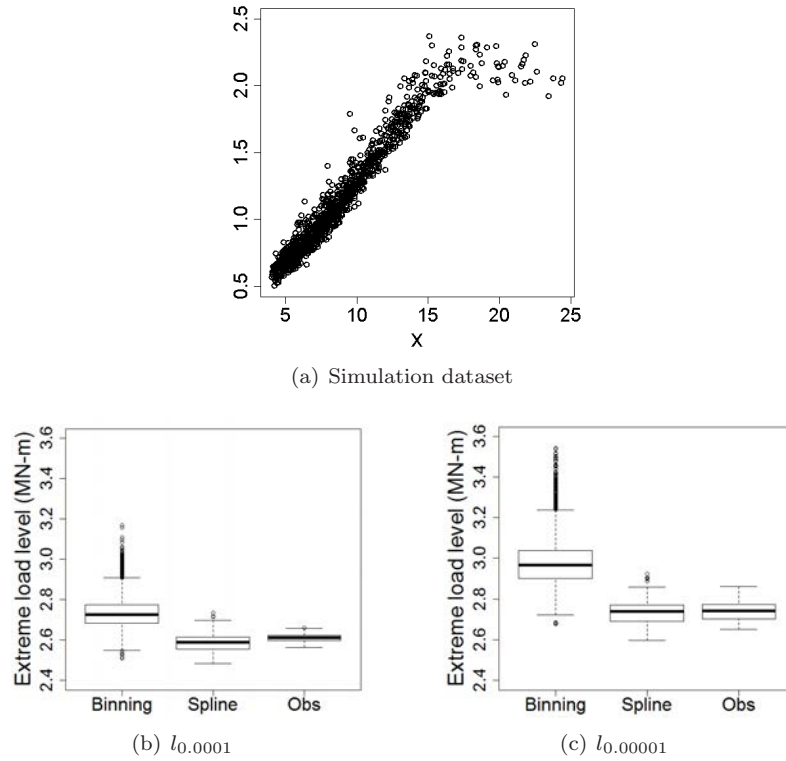 2.5
2.0
1.5
1.0
0.5
5 10 15 20 25
X
(a) Simulation dataset
Extreme load level (MN-m)
3.6
3.4
3.2
3.0
2.8
2.6
2.4
Binning Spline Obs
(b) l0.0001
Extreme load level (MN-m)
3.6
3.4
3.2
3.0
2.8
2.6
2.4
Binning Spline Obs
(c) l0.00001